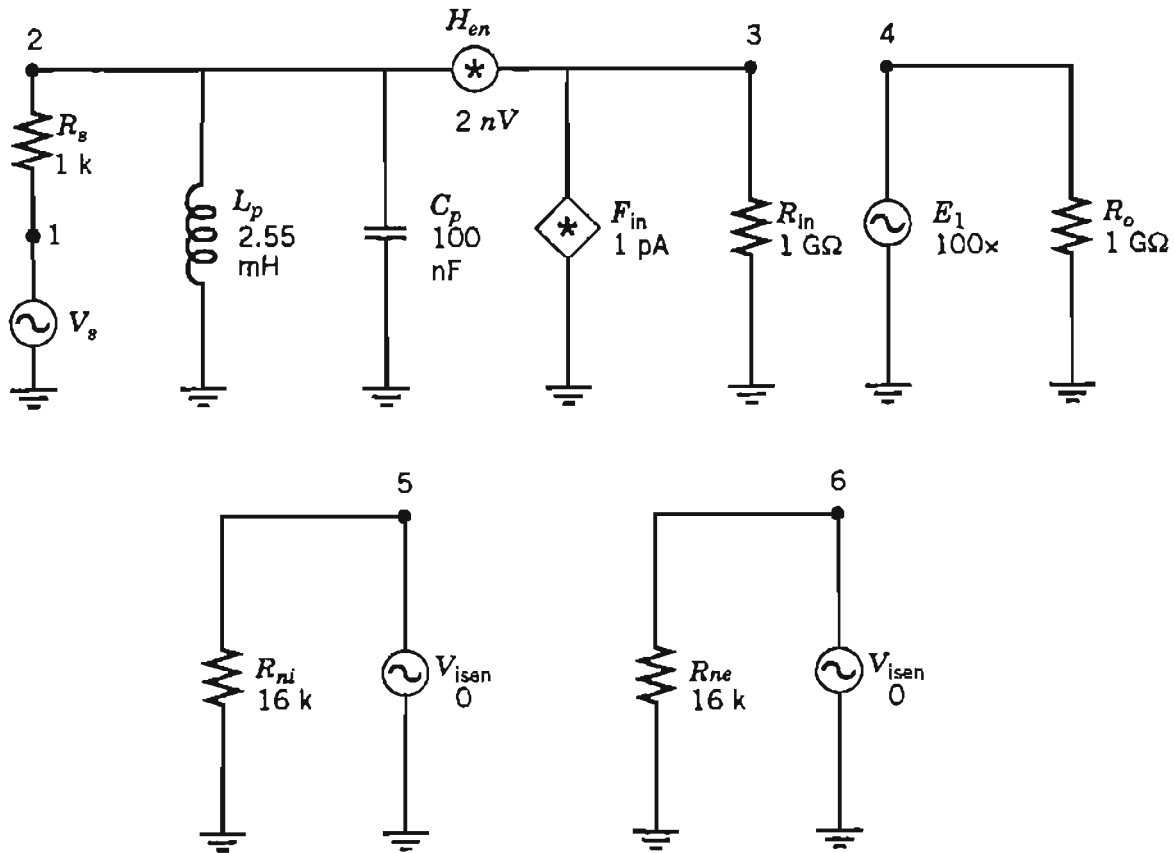 2
H_en
2 nV
3
4
R_s
1 k
1
V_s
L_p
2.55
mH
C_p
100
nF
F_in
1 pA
R_in
1 GΩ
E_1
100×
R_o
1 GΩ
5
R_ni
16 k
V_isen
0
6
R_ne
16 k
V_isen
0